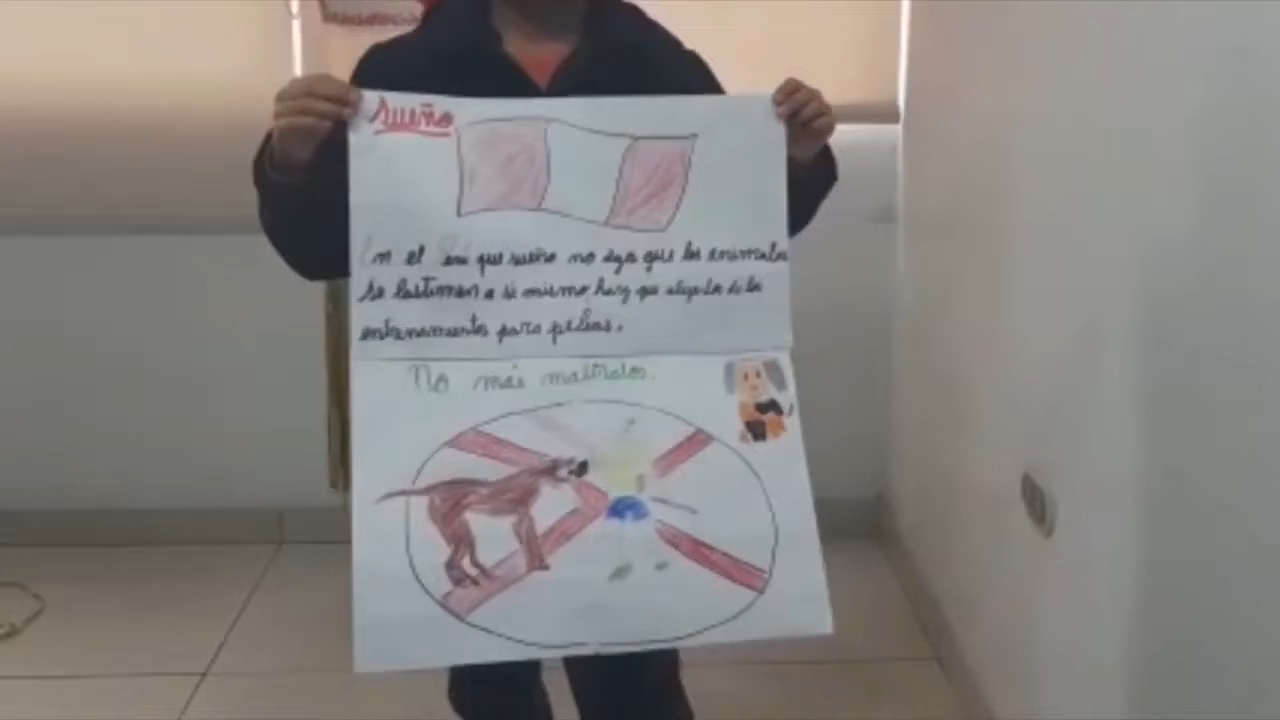 Sueño
En el que sueño no que los animales
se lastimen a si mismo, hay que de los
entrenamientos para peleas.
No más maltratos.